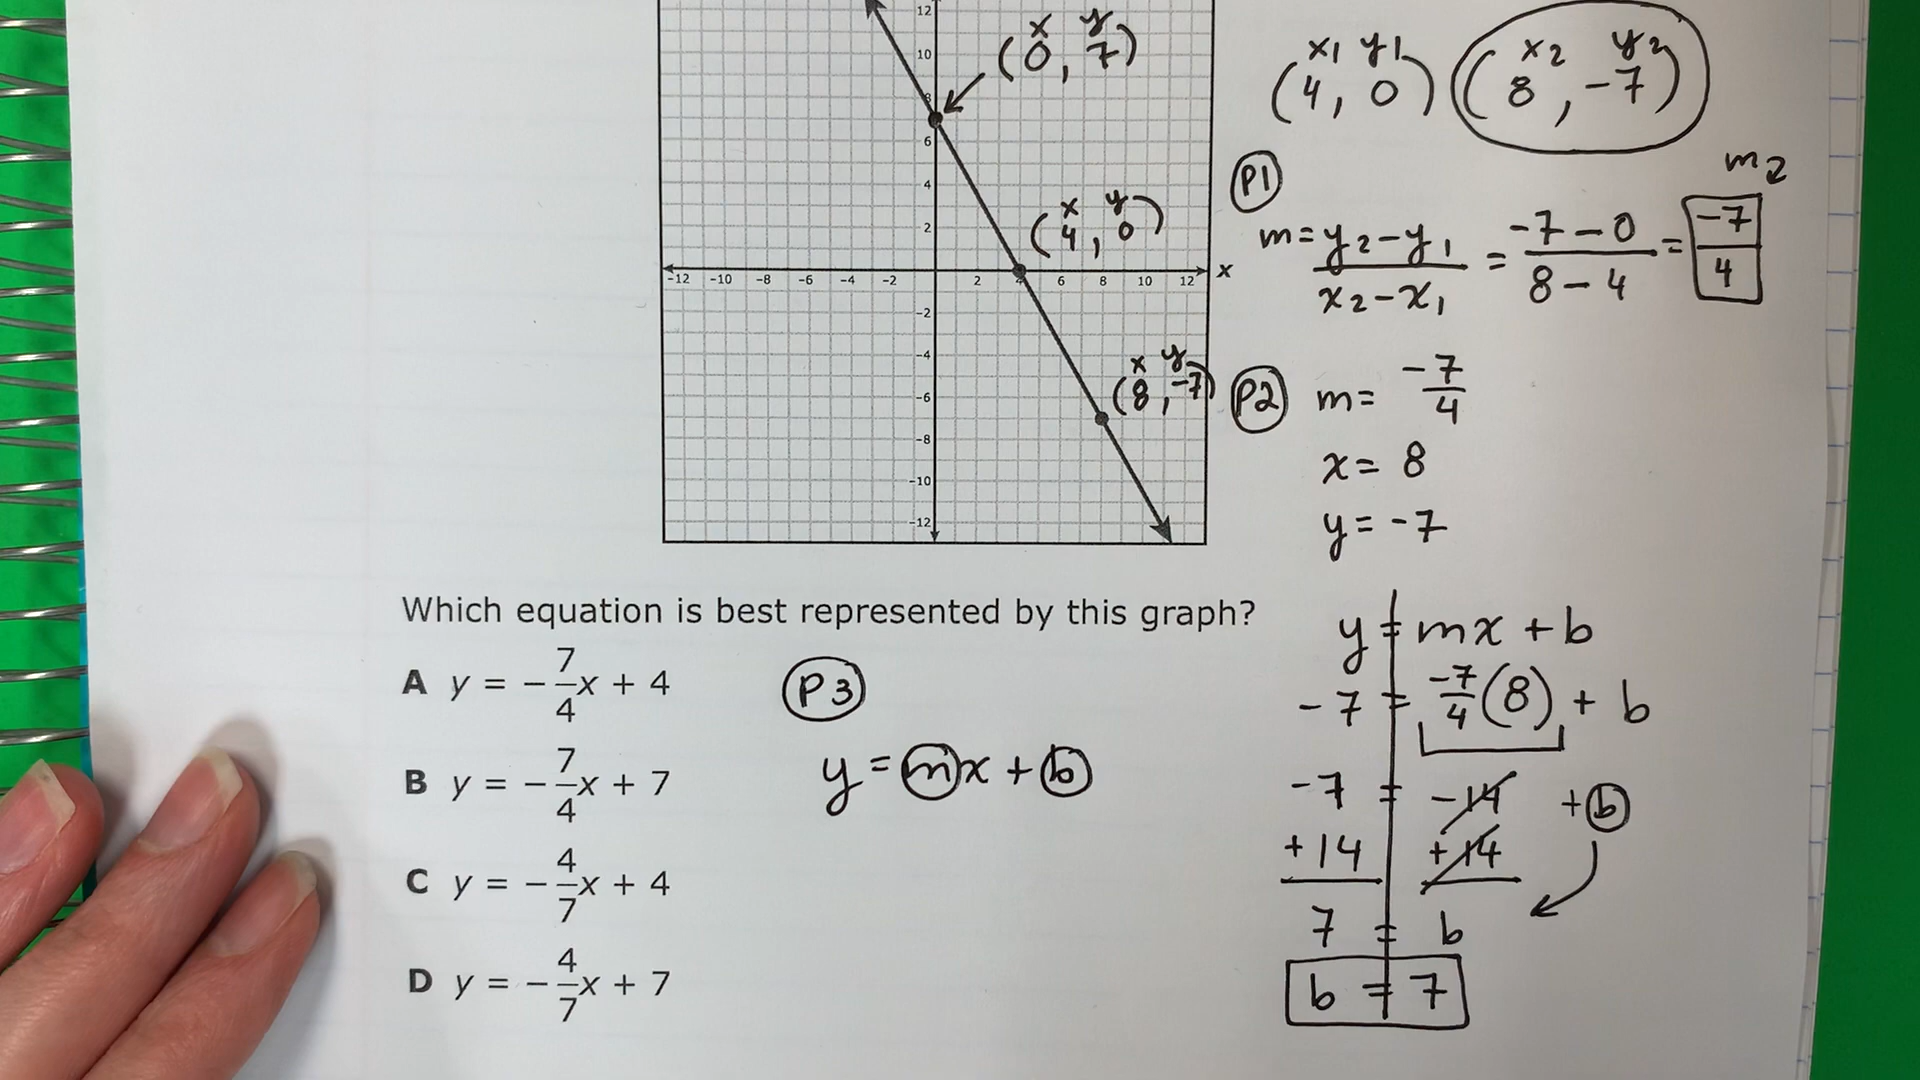 12
10
8
6
4
2
-12 -10 -8 -6 -4 -2 2 4 6 8 10 12 x
-2
-4
-6
-8
-10
-12
x y
(0, 7)
x y
(4, 0)
x y
(8, -7)
x1 y1 x2 y2
(4, 0) (8, -7)
P1
m2
m = y2 - y1 / x2 - x1 = -7 - 0 / 8 - 4 = -7/4
P2 m = -7/4
x = 8
y = -7
Which equation is best represented by this graph?
A y = -7/4x + 4
B y = -7/4x + 7
C y = -4/7x + 4
D y = -4/7x + 7
P3
y = mx + b
y = mx + b
-7 = -7/4(8) + b
-7 = -14 + b
+14 +14
7 = b
b = 7